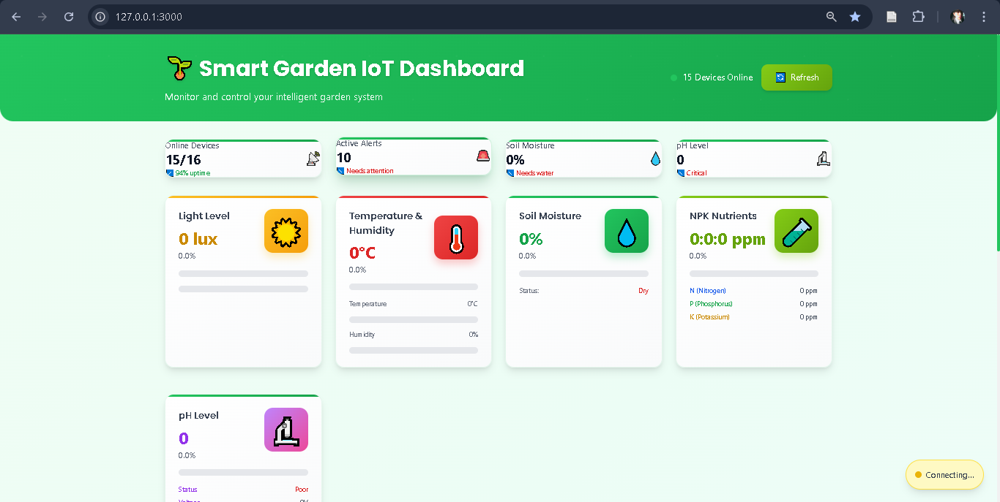 127.0.0.1:3000
Smart Garden IoT Dashboard
Monitor and control your intelligent garden system
15 Devices Online
Refresh
Online Devices
15/16
94% uptime
Active Alerts
10
Needs attention
Soil Moisture
0%
Needs water
pH Level
0
Critical
Light Level
0 lux
0.0%
Temperature &
Humidity
0°C
0.0%
Temperature 0°C
Humidity 0%
Soil Moisture
0%
0.0%
Status: Dry
NPK Nutrients
0:0:0 ppm
0.0%
N (Nitrogen) 0 ppm
P (Phosphorus) 0 ppm
K (Potassium) 0 ppm
pH Level
0
0.0%
Status Poor
Connecting...